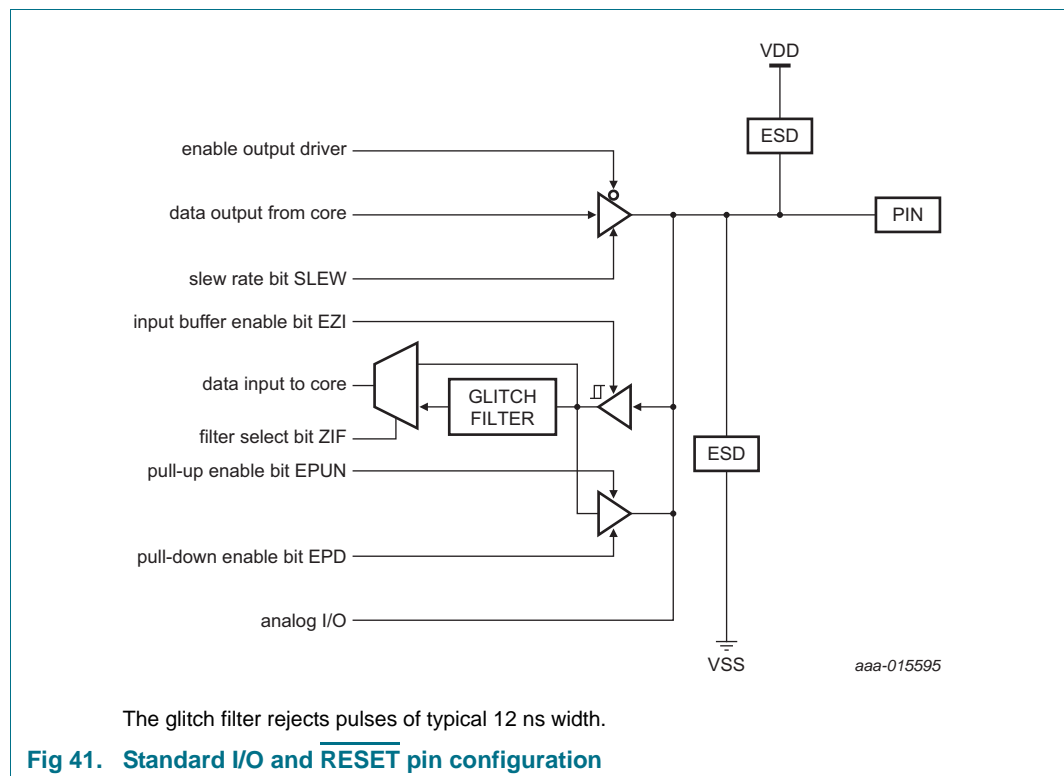 VDD
ESD
enable output driver
data output from core
PIN
slew rate bit SLEW
input buffer enable bit EZI
data input to core
GLITCH
FILTER
filter select bit ZIF
ESD
pull-up enable bit EPUN
pull-down enable bit EPD
analog I/O
VSS
aaa-015595
The glitch filter rejects pulses of typical 12 ns width.
Fig 41. Standard I/O and RESET pin configuration